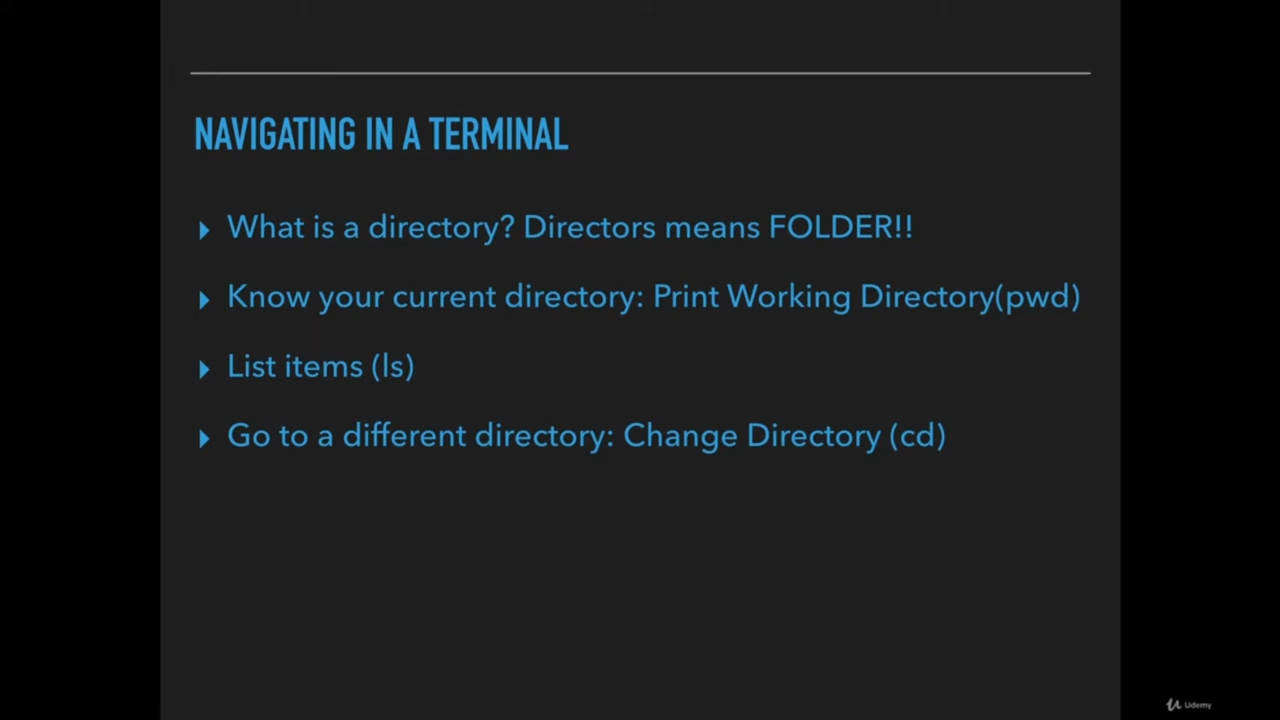 NAVIGATING IN A TERMINAL
▸ What is a directory? Directors means FOLDER!!
▸ Know your current directory: Print Working Directory(pwd)
▸ List items (ls)
▸ Go to a different directory: Change Directory (cd)
Udemy